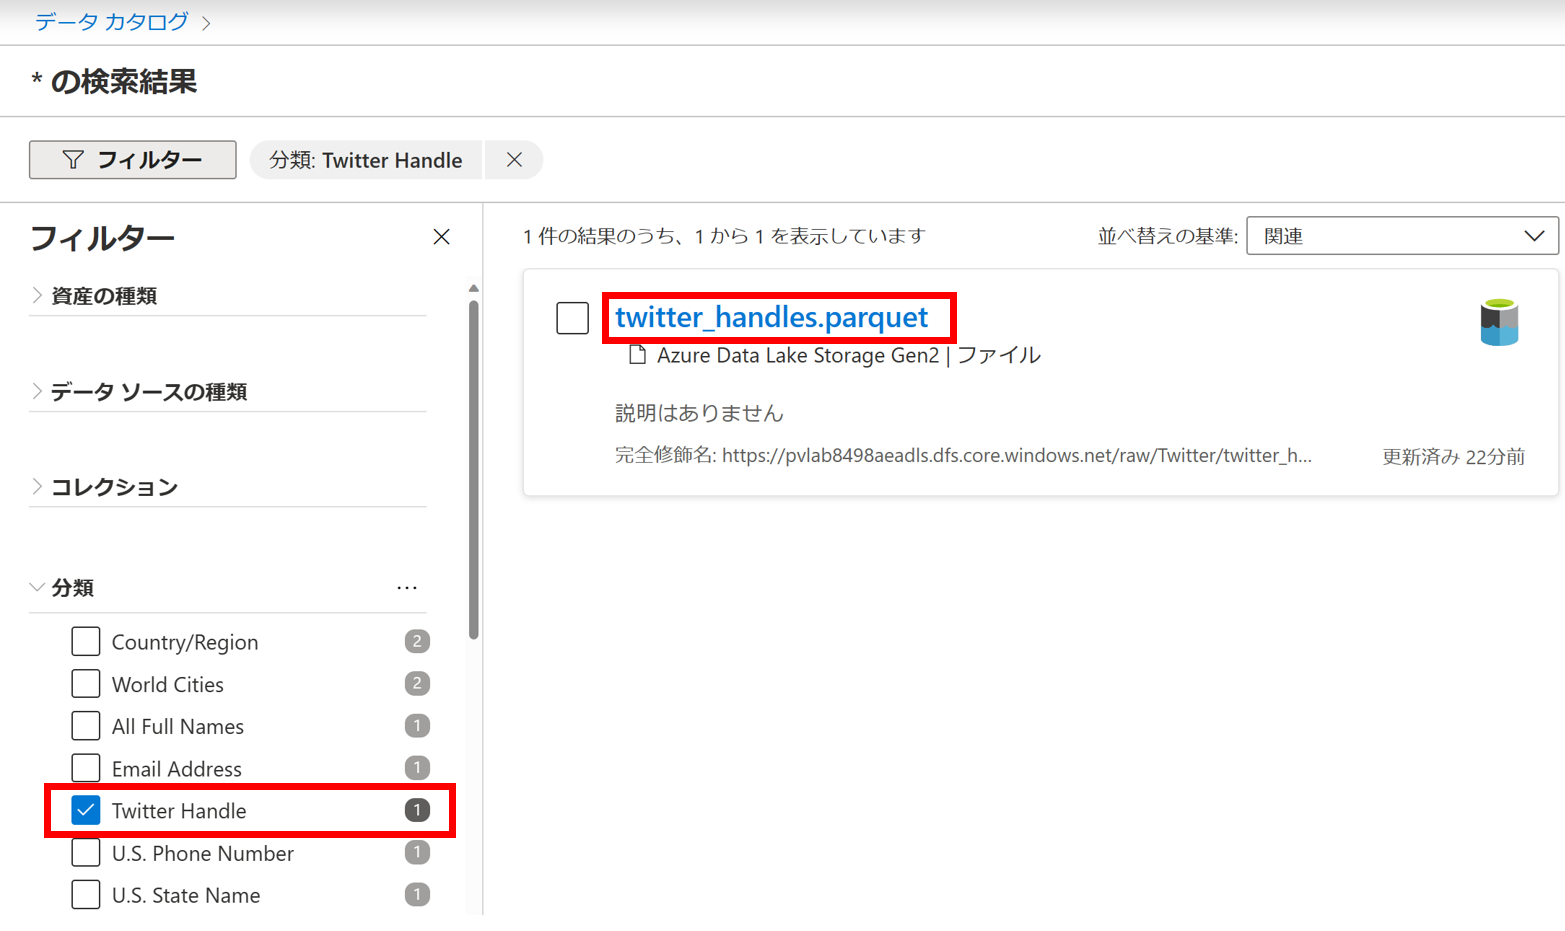 データ カタログ
* の検索結果
フィルター
分類: Twitter Handle
フィルター
資産の種類
データ ソースの種類
コレクション
分類
Country/Region 2
World Cities 2
All Full Names 1
Email Address 1
Twitter Handle 1
U.S. Phone Number 1
U.S. State Name 1
1 件の結果のうち、1 から 1 を表示しています
並べ替えの基準: 関連
twitter_handles.parquet
Azure Data Lake Storage Gen2 | ファイル
説明はありません
完全修飾名: https://pvlab8498aeadls.dfs.core.windows.net/raw/Twitter/twitter_h...
更新済み 22分前